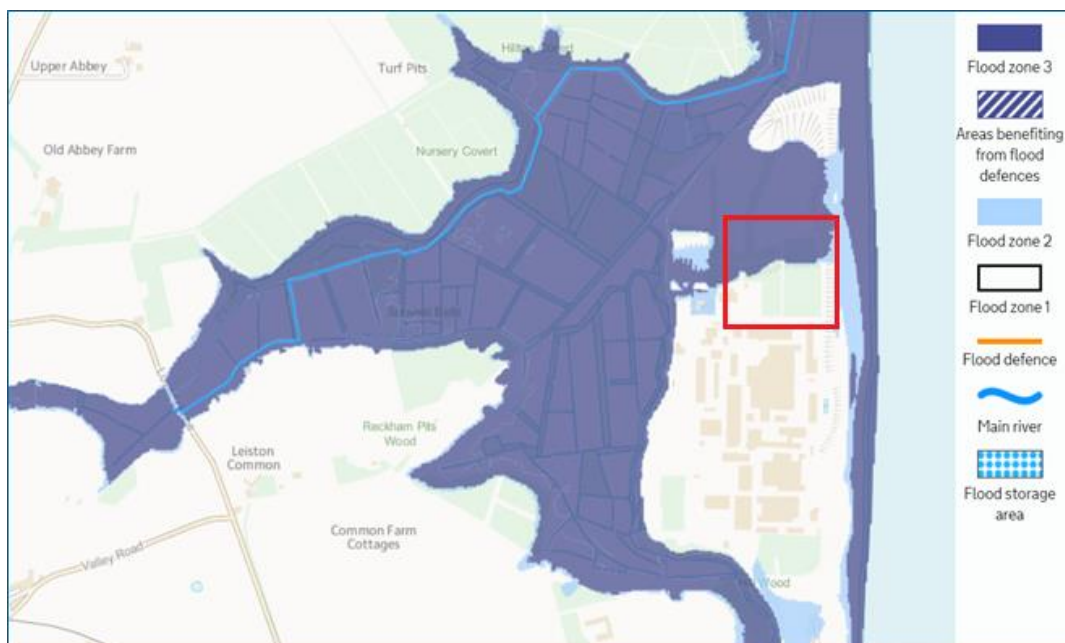 Upper Abbey
Turf Pits
Old Abbey Farm
Nursery Covert
Reckham Pits
Wood
Leiston
Common
Common Farm
Cottages
Valley Road
Wood
Flood zone 3
Areas benefiting
from flood
defences
Flood zone 2
Flood zone 1
Flood defence
Main river
Flood storage
area